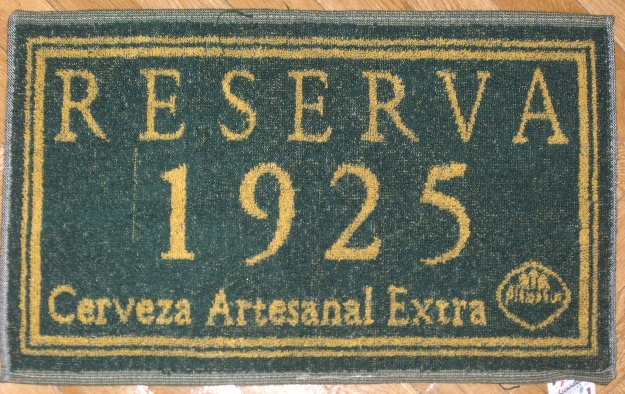 RESERVA
1925
Cerveza Artesanal Extra